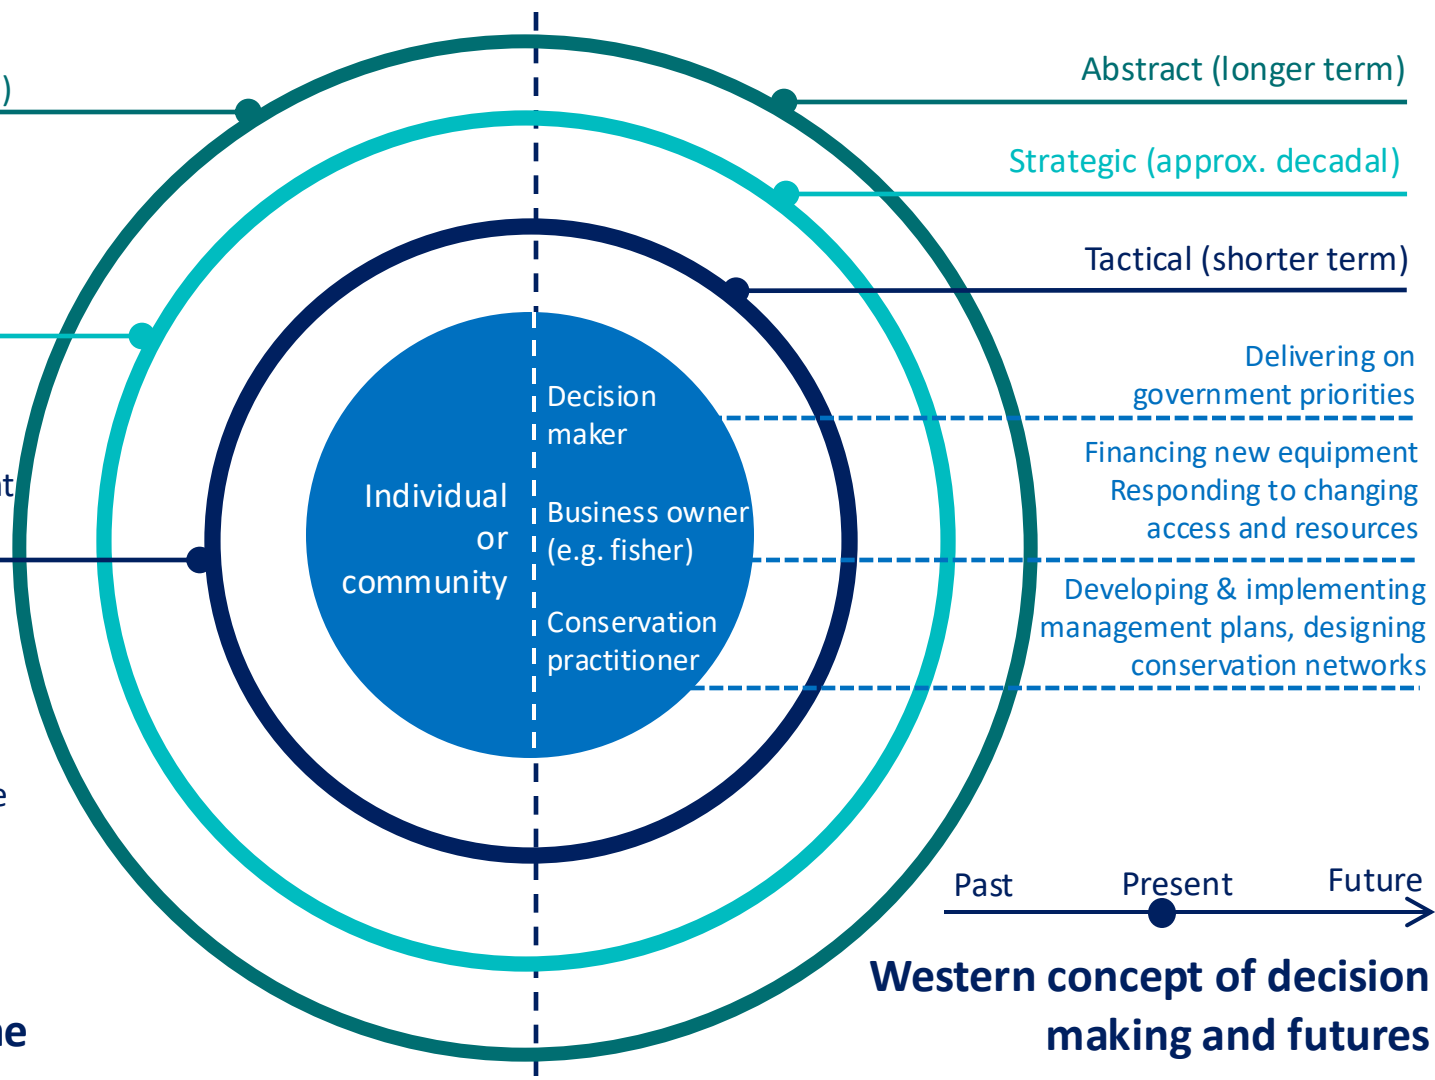 Abstract (longer term)
Strategic (approx. decadal)
Tactical (shorter term)
Delivering on
government priorities
Financing new equipment
Responding to changing
access and resources
Developing & implementing
management plans, designing
conservation networks
Decision
maker
Business owner
(e.g. fisher)
Conservation
practitioner
Individual
or
community
Past
Present
Future
Western concept of decision
making and futures